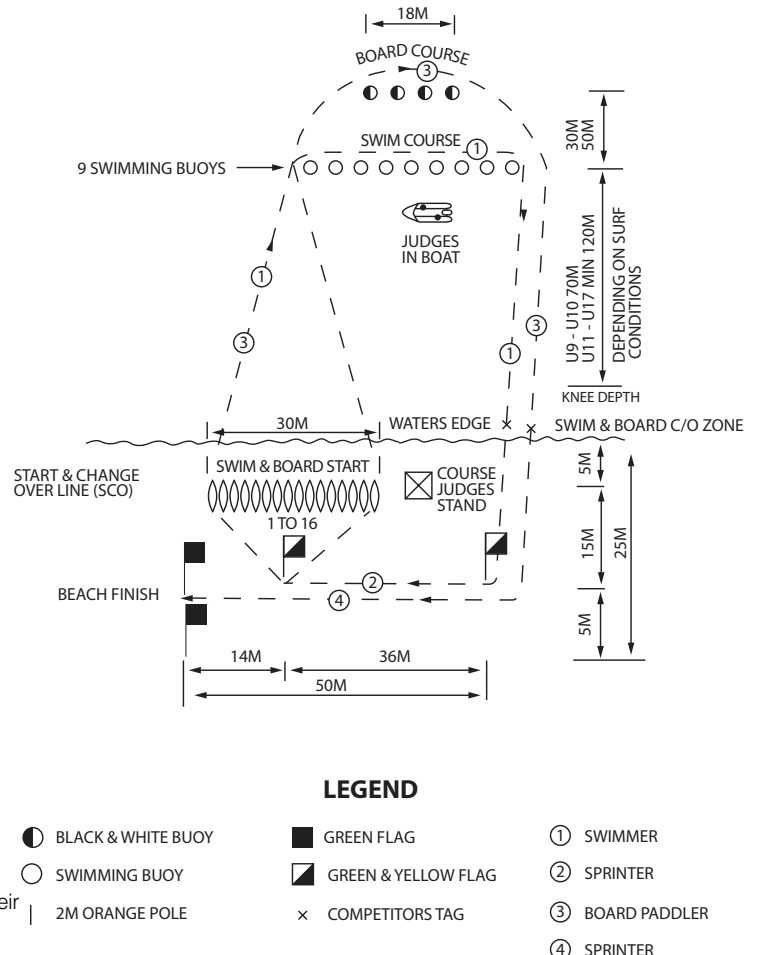 18M
BOARD COURSE
3
30M
50M
SWIM COURSE
1
9 SWIMMING BUOYS
JUDGES
IN BOAT
1
3
U9 - U10 70M
U11 - U17 MIN 120M
DEPENDING ON SURF
CONDITIONS
3
1
KNEE DEPTH
30M
WATERS EDGE
SWIM & BOARD C/O ZONE
START & CHANGE
OVER LINE (SCO)
SWIM & BOARD START
COURSE
JUDGES
STAND
1 TO 16
5M
15M
25M
BEACH FINISH
2
4
5M
14M
36M
50M
LEGEND
BLACK & WHITE BUOY
GREEN FLAG
1 SWIMMER
SWIMMING BUOY
GREEN & YELLOW FLAG
2 SPRINTER
eir
2M ORANGE POLE
COMPETITORS TAG
3 BOARD PADDLER
4 SPRINTER